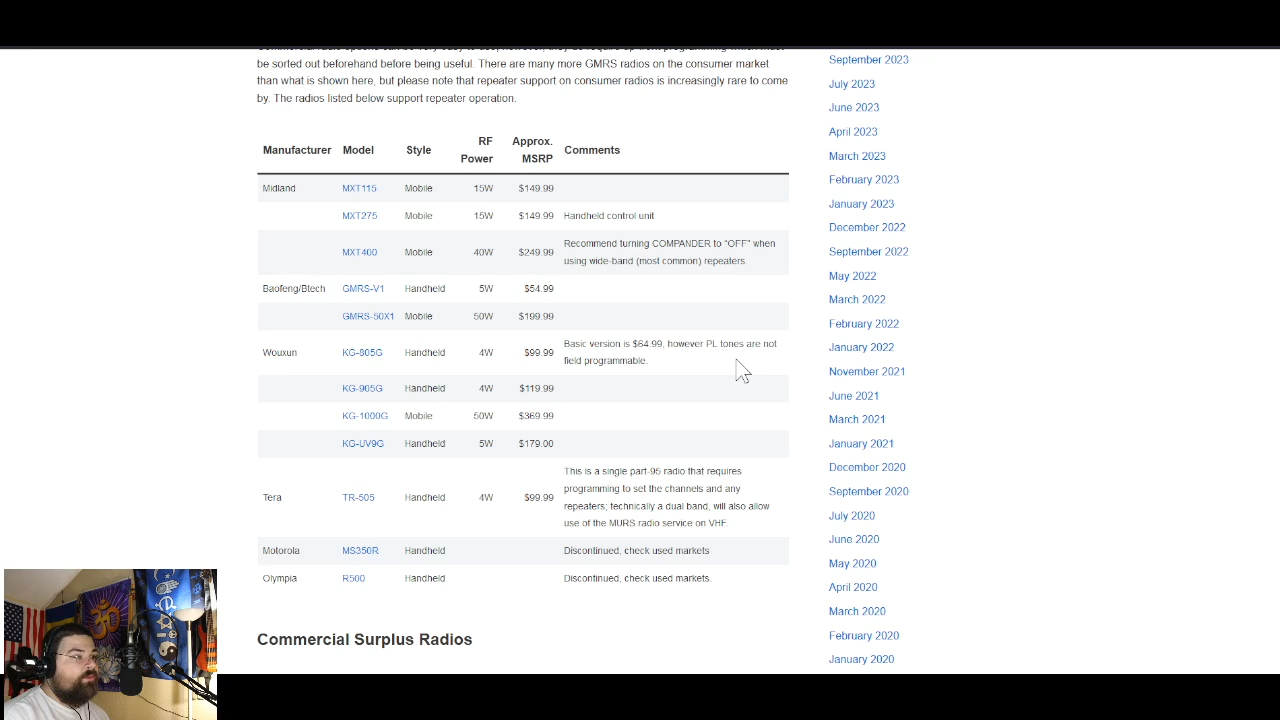 be sorted out beforehand before being useful. There are many more GMRS radios on the consumer market
than what is shown here, but please note that repeater support on consumer radios is increasingly rare to come
by. The radios listed below support repeater operation.
Manufacturer Model Style RF Power Approx. MSRP Comments
Midland MXT115 Mobile 15W $149.99
MXT275 Mobile 15W $149.99 Handheld control unit
MXT400 Mobile 40W $249.99 Recommend turning COMPANDER to "OFF" when
using wide-band (most common) repeaters.
Baofeng/Btech GMRS-V1 Handheld 5W $54.99
GMRS-50X1 Mobile 50W $199.99
Wouxun KG-805G Handheld 4W $99.99 Basic version is $64.99, however PL tones are not
field programmable.
KG-905G Handheld 4W $119.99
KG-1000G Mobile 50W $369.99
KG-UV9G Handheld 5W $179.00
Tera TR-505 Handheld 4W $99.99 This is a single part-95 radio that requires
programming to set the channels and any
repeaters; technically a dual band, will also allow
use of the MURS radio service on VHF.
Motorola MS350R Handheld Discontinued, check used markets
Olympia R500 Handheld Discontinued, check used markets.
Commercial Surplus Radios
September 2023
July 2023
June 2023
April 2023
March 2023
February 2023
January 2023
December 2022
September 2022
May 2022
March 2022
February 2022
January 2022
November 2021
June 2021
March 2021
January 2021
December 2020
September 2020
July 2020
June 2020
May 2020
April 2020
March 2020
February 2020
January 2020